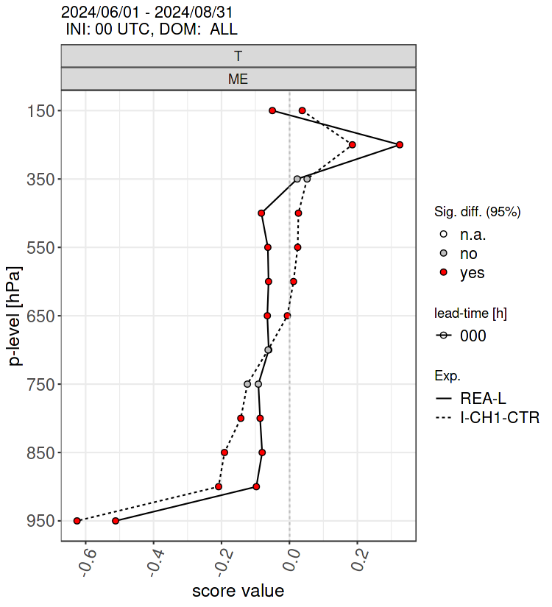 2024/06/01 - 2024/08/31
INI: 00 UTC, DOM:  ALL
T
ME
150
350
550
650
750
850
950
p-level [hPa]
-0.6
-0.4
-0.2
0.0
0.2
score value
Sig. diff. (95%)
n.a.
no
yes
lead-time [h]
000
Exp.
REA-L
I-CH1-CTR